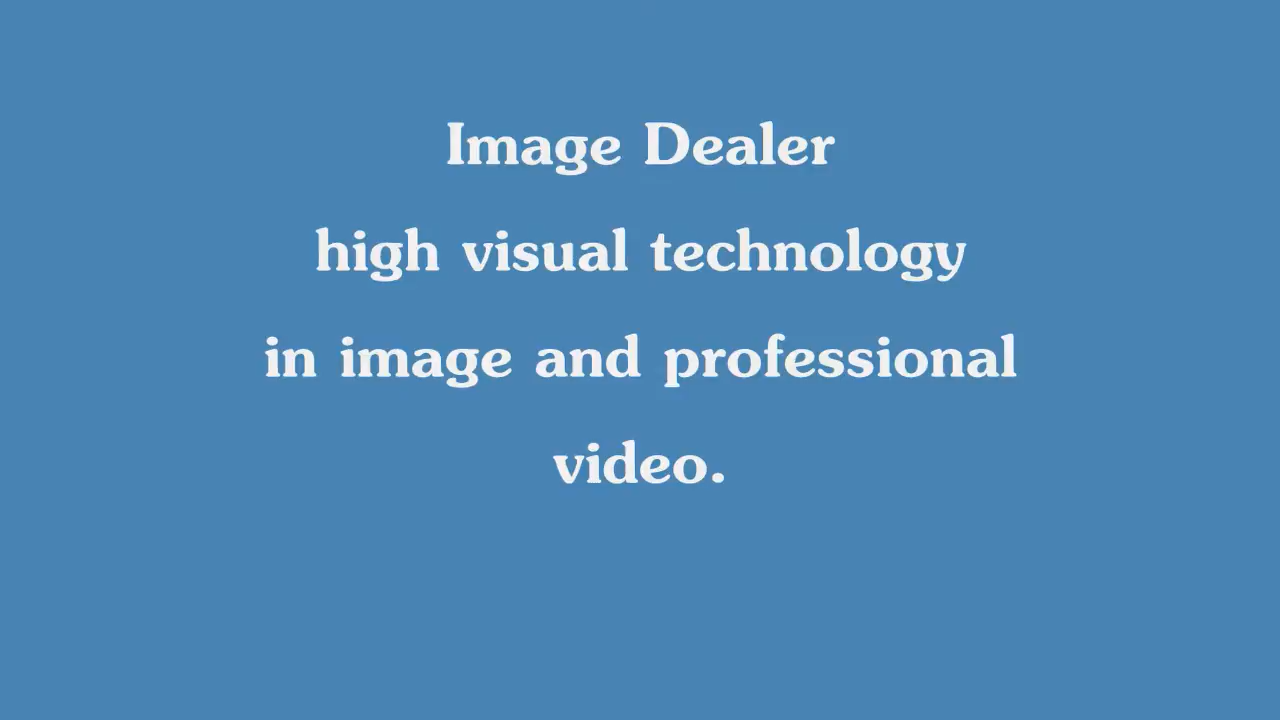 Image Dealer
high visual technology
in image and professional
video.